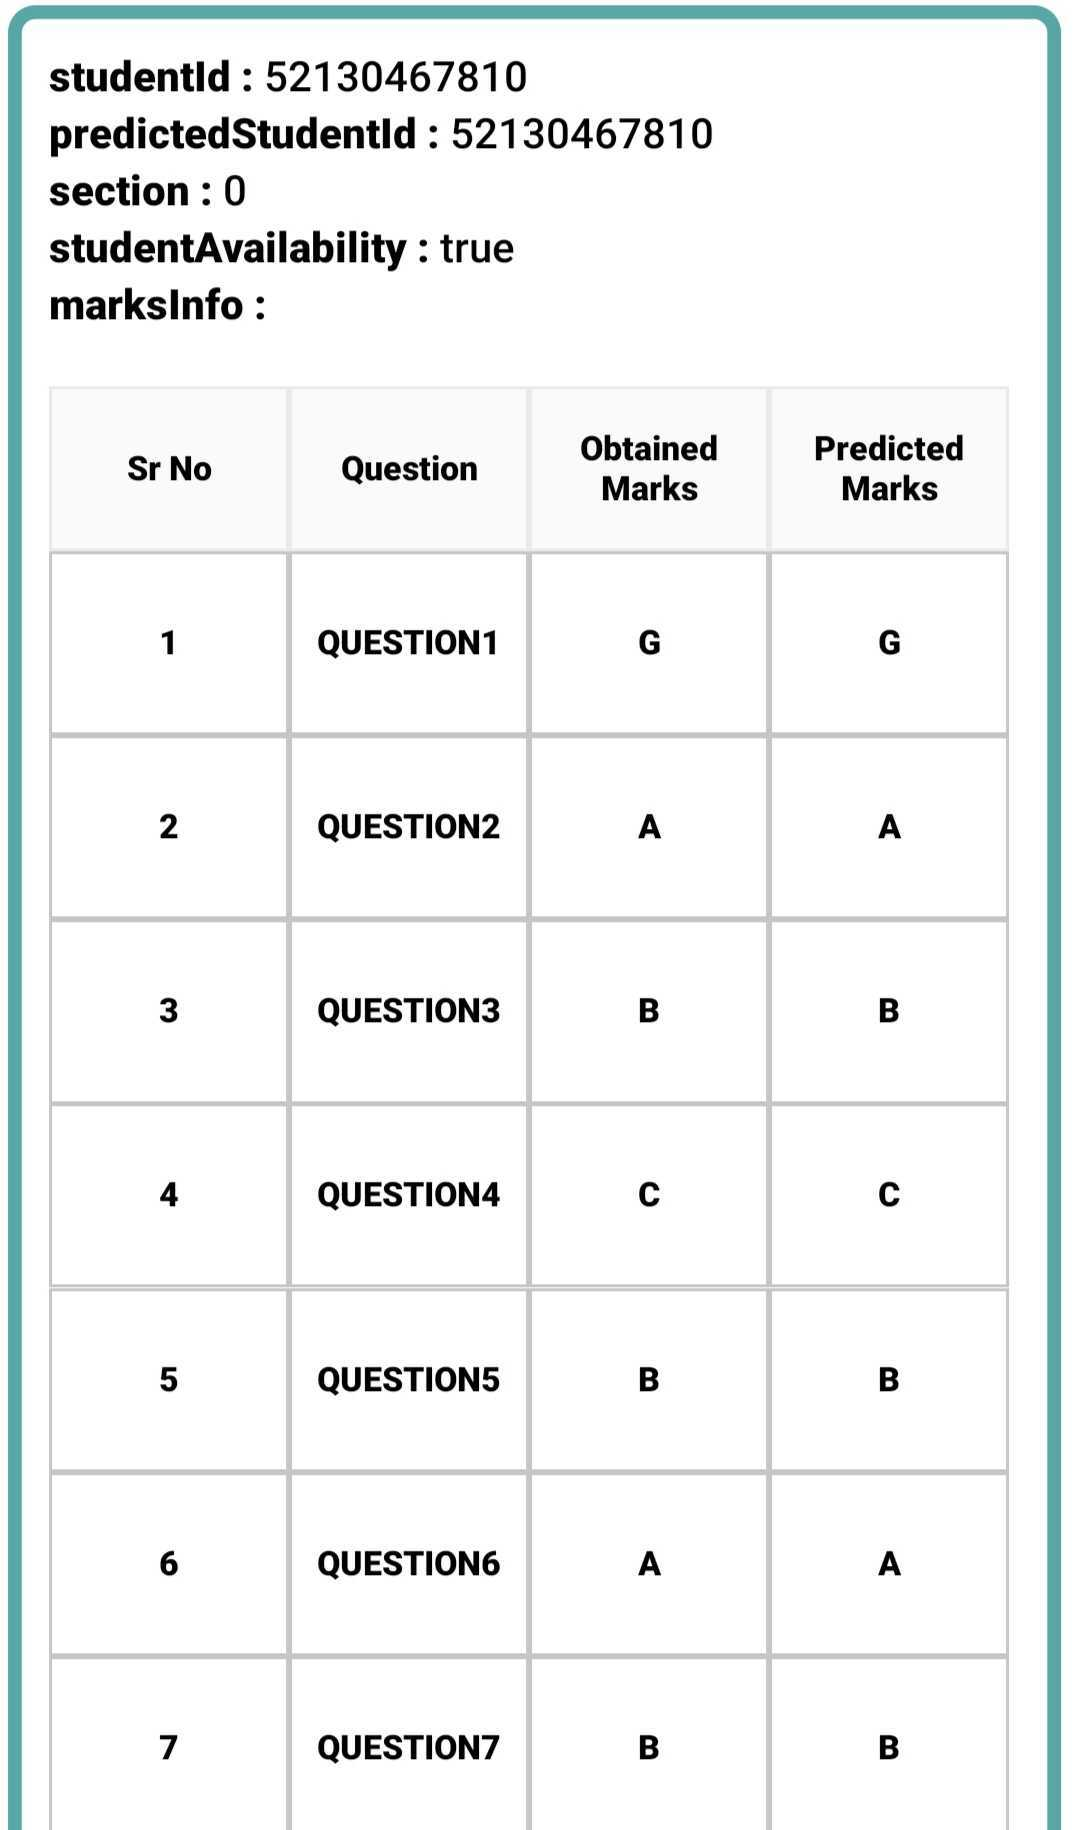 studentId : 52130467810
predictedStudentId : 52130467810
section : 0
studentAvailability : true
marksInfo :
Sr No Question Obtained Marks Predicted Marks
1 QUESTION1 G G
2 QUESTION2 A A
3 QUESTION3 B B
4 QUESTION4 C C
5 QUESTION5 B B
6 QUESTION6 A A
7 QUESTION7 B B